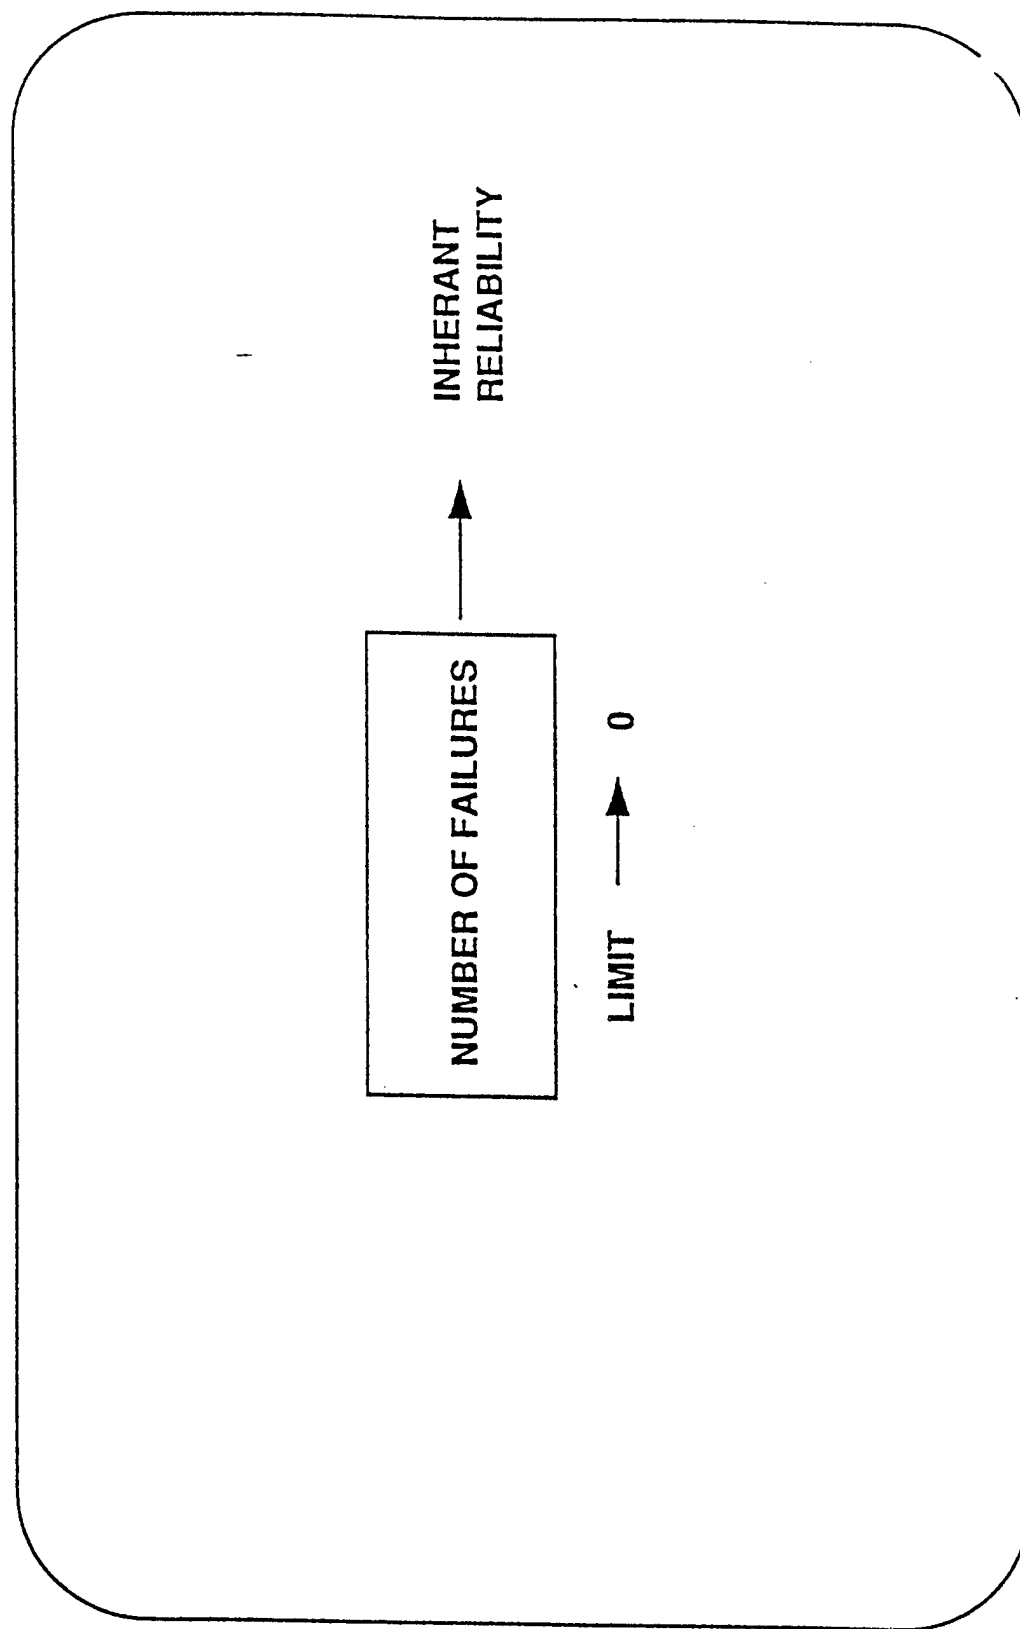 NUMBER OF FAILURES
INHERANT
RELIABILITY
LIMIT → 0